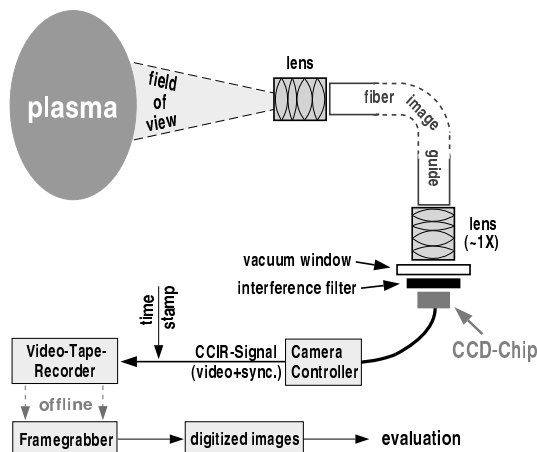 lens
plasma
field
of
view
fiber
image
guide
lens
(~1X)
vacuum window
interference filter
CCD-Chip
time
stamp
CCIR-Signal
(video+sync.)
Camera
Controller
Video-Tape-
Recorder
offline
Framegrabber
digitized images
evaluation